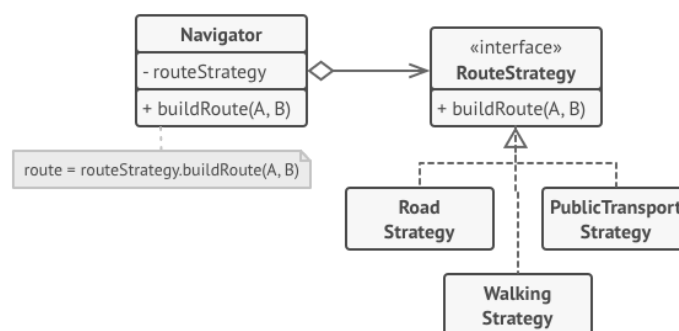 Navigator
- routeStrategy
+ buildRoute(A, B)
route = routeStrategy.buildRoute(A, B)
«interface»
RouteStrategy
+ buildRoute(A, B)
Road
Strategy
PublicTransport
Strategy
Walking
Strategy